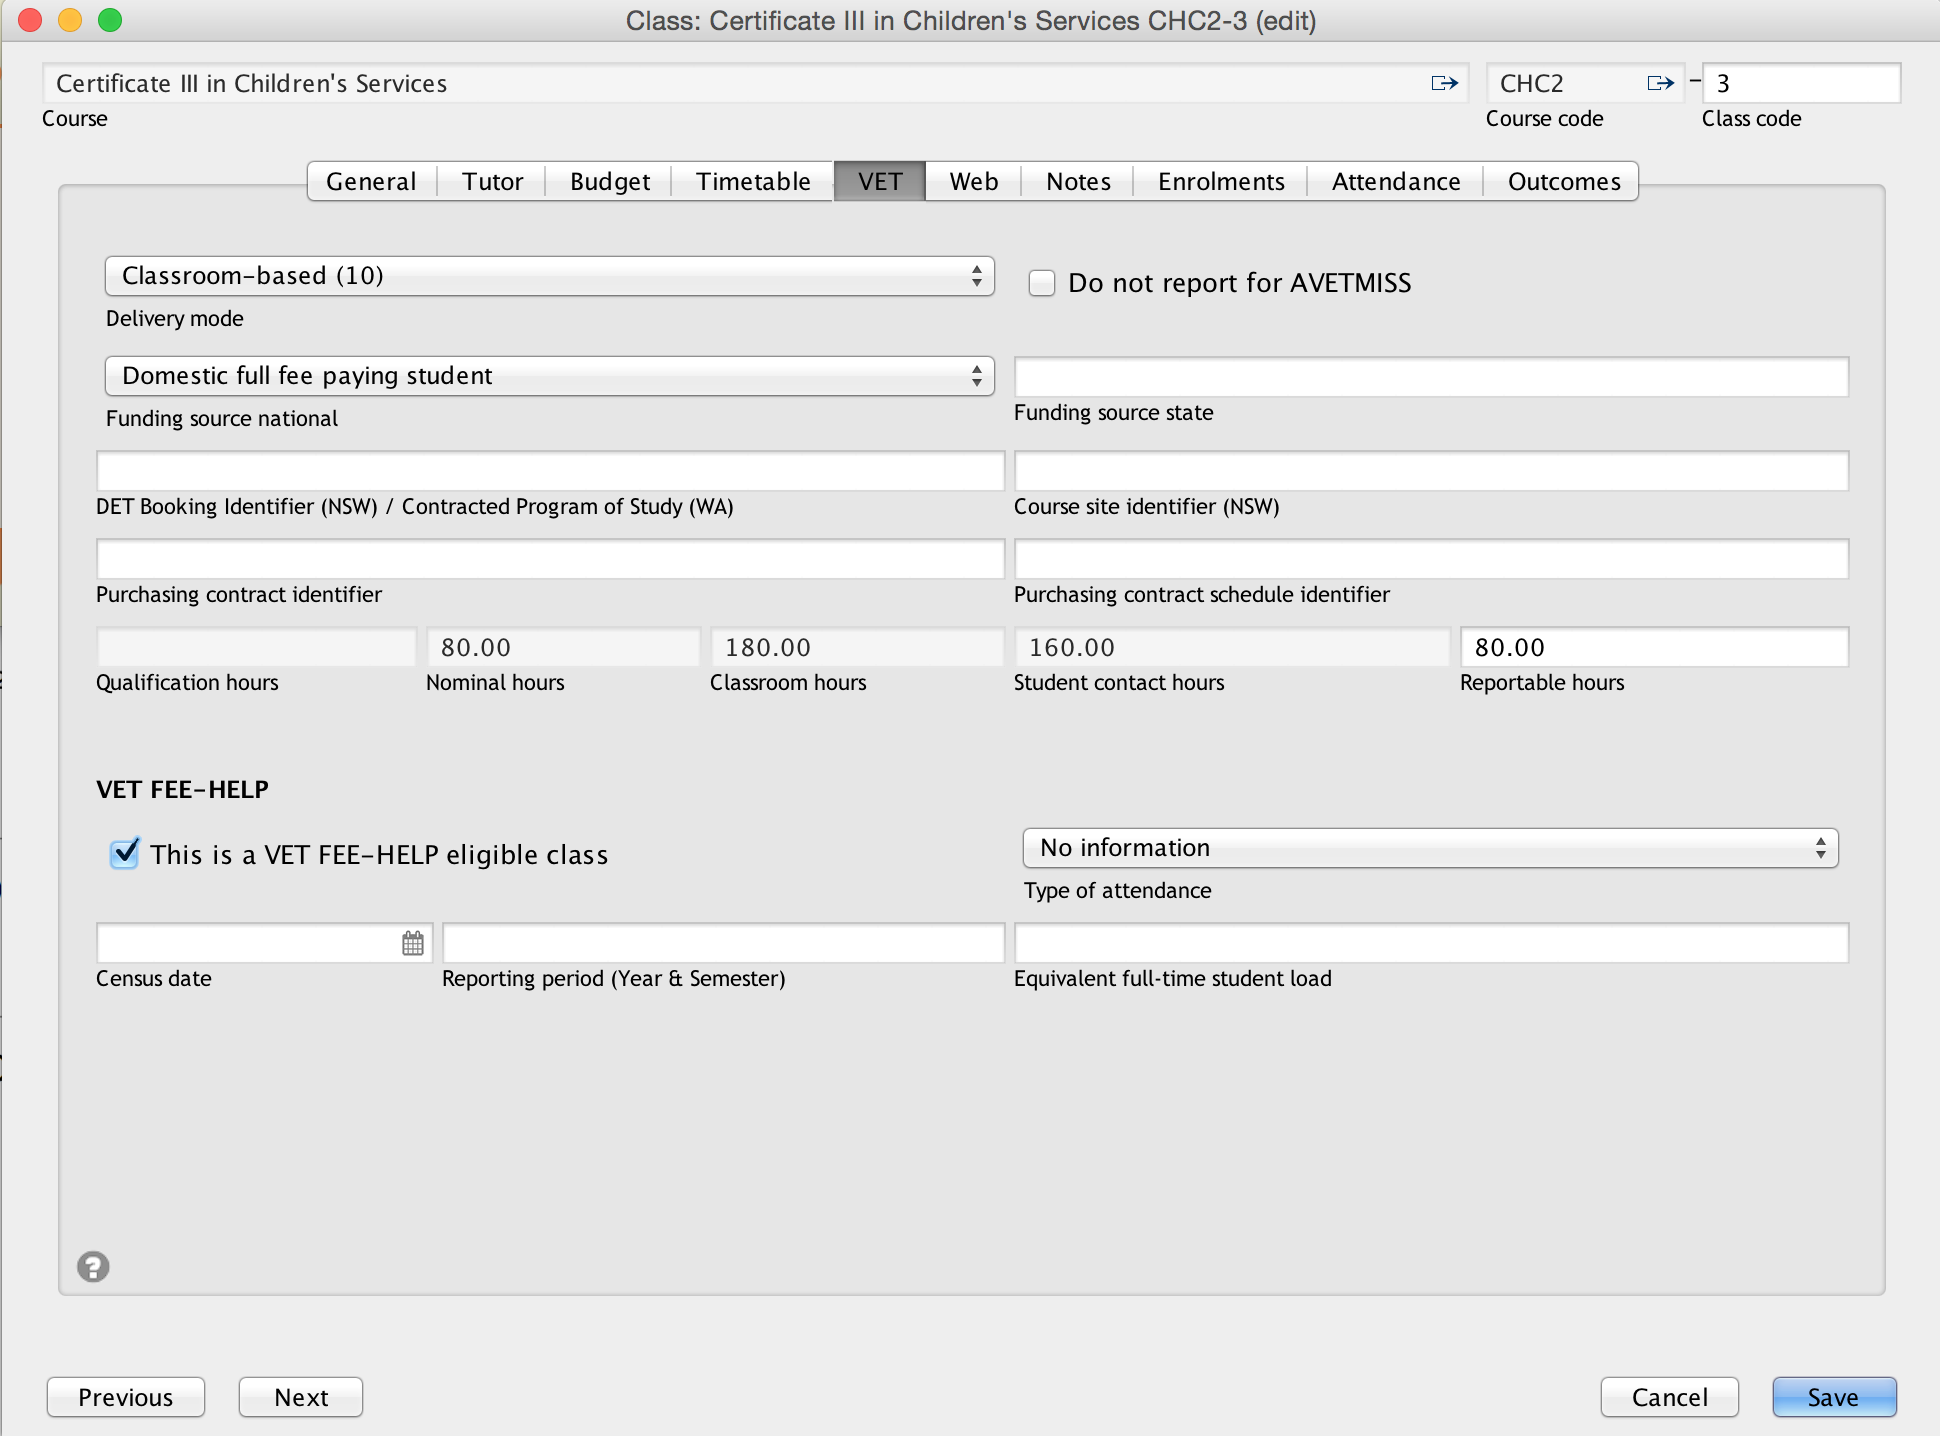 Class: Certificate III in Children's Services CHC2-3 (edit)
Certificate III in Children's Services
CHC2
–
3
Course
Course code
Class code
General
Tutor
Budget
Timetable
VET
Web
Notes
Enrolments
Attendance
Outcomes
Classroom-based (10)
Do not report for AVETMISS
Delivery mode
Domestic full fee paying student
Funding source national
Funding source state
DET Booking Identifier (NSW) / Contracted Program of Study (WA)
Course site identifier (NSW)
Purchasing contract identifier
Purchasing contract schedule identifier
80.00
180.00
160.00
80.00
Qualification hours
Nominal hours
Classroom hours
Student contact hours
Reportable hours
VET FEE-HELP
This is a VET FEE-HELP eligible class
No information
Type of attendance
Census date
Reporting period (Year & Semester)
Equivalent full-time student load
?
Previous
Next
Cancel
Save